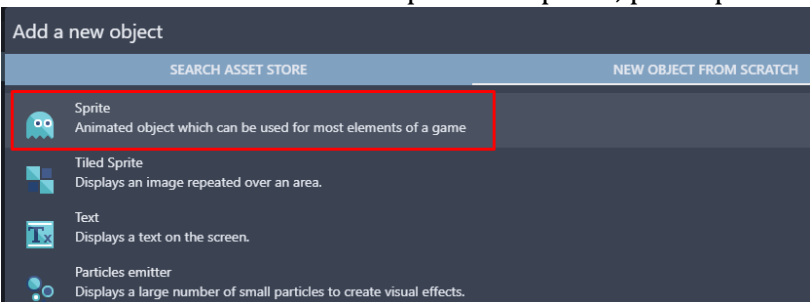 Add a new object
SEARCH ASSET STORE
NEW OBJECT FROM SCRATCH
Sprite
Animated object which can be used for most elements of a game
Tiled Sprite
Displays an image repeated over an area.
Text
Displays a text on the screen.
Particles emitter
Displays a large number of small particles to create visual effects.